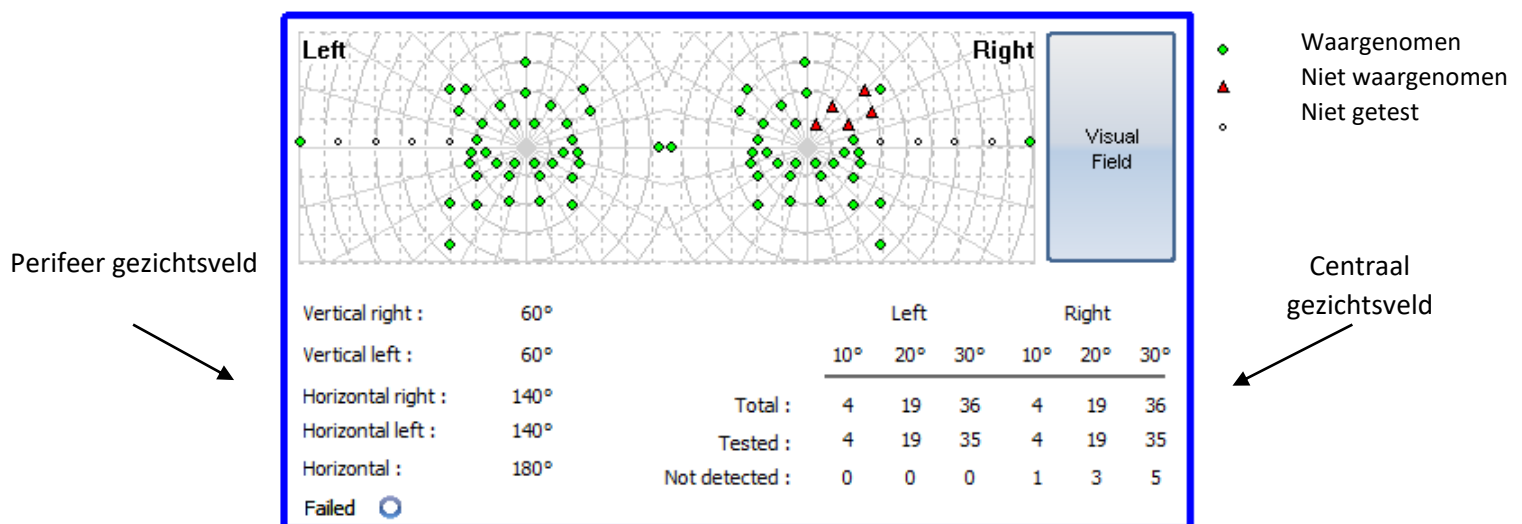 Left
Right
Visual
Field
Waargenomen
Niet waargenomen
Niet getest
Perifeer gezichtsveld
Centraal
gezichtsveld
Vertical right : 60°
Vertical left : 60°
Horizontal right : 140°
Horizontal left : 140°
Horizontal : 180°
Failed
Left Right
10° 20° 30° 10° 20° 30°
Total : 4 19 36 4 19 36
Tested : 4 19 35 4 19 35
Not detected : 0 0 0 1 3 5